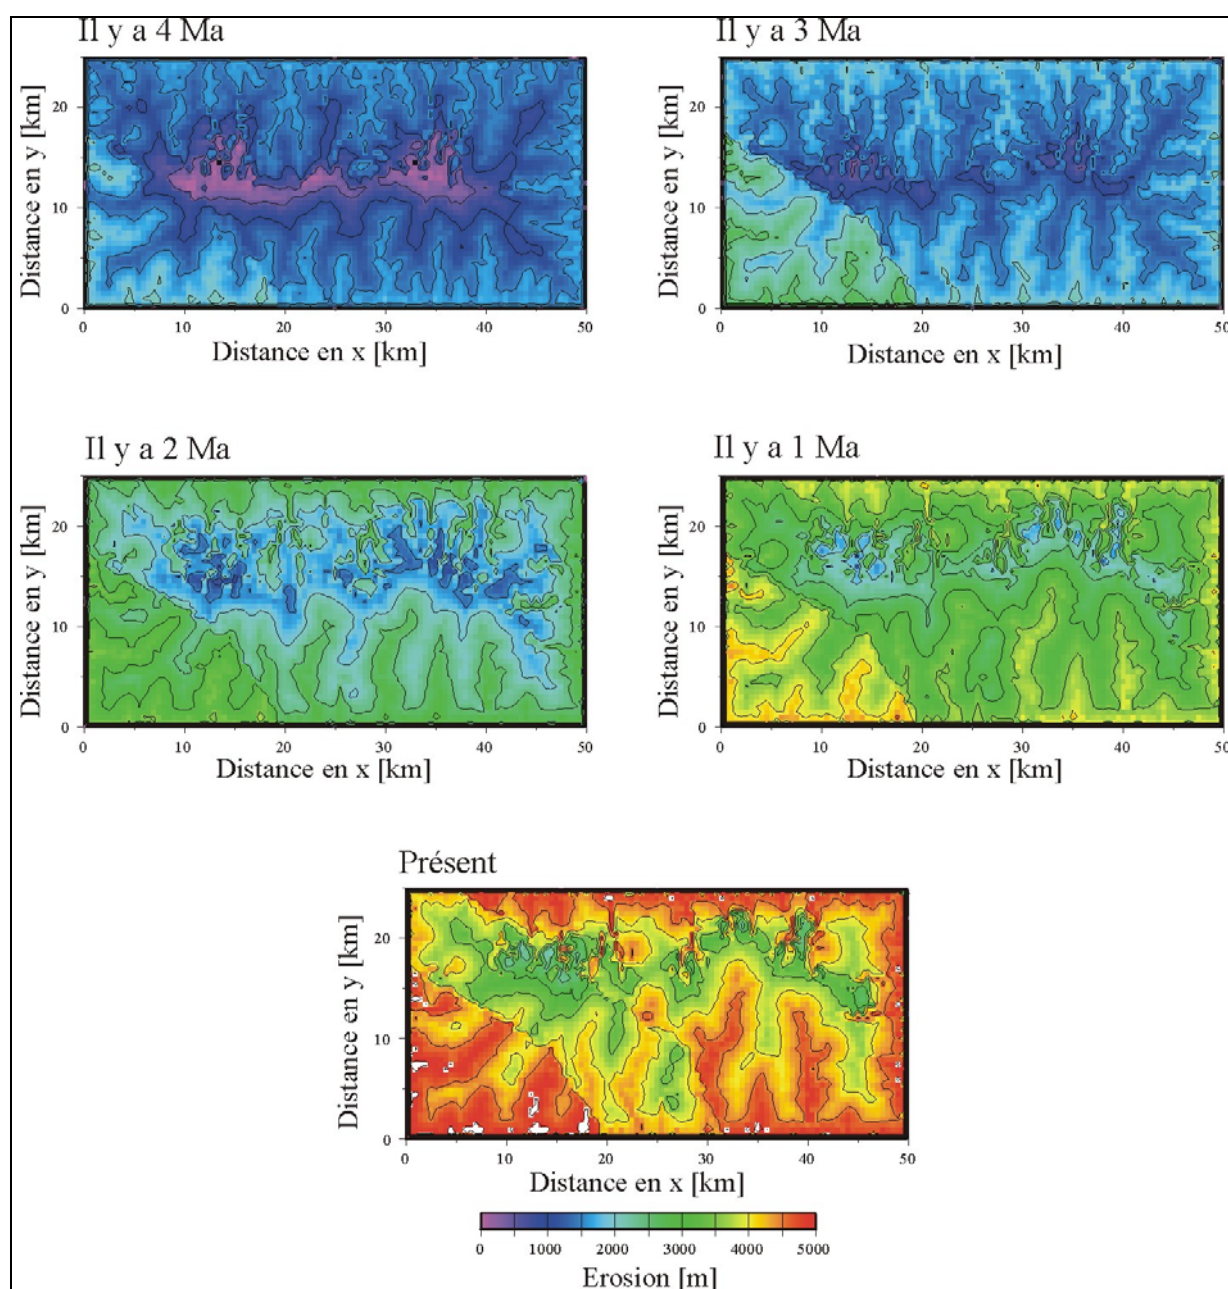 Il y a 4 Ma
Il y a 3 Ma
Distance en y [km]
20
10
0
0 10 20 30 40 50
Distance en x [km]
Distance en y [km]
20
10
0
0 10 20 30 40 50
Distance en x [km]
Il y a 2 Ma
Il y a 1 Ma
Distance en y [km]
20
10
0
0 10 20 30 40 50
Distance en x [km]
Distance en y [km]
20
10
0
0 10 20 30 40 50
Distance en x [km]
Présent
Distance en y [km]
20
10
0
0 10 20 30 40 50
Distance en x [km]
0 1000 2000 3000 4000 5000
Erosion [m]